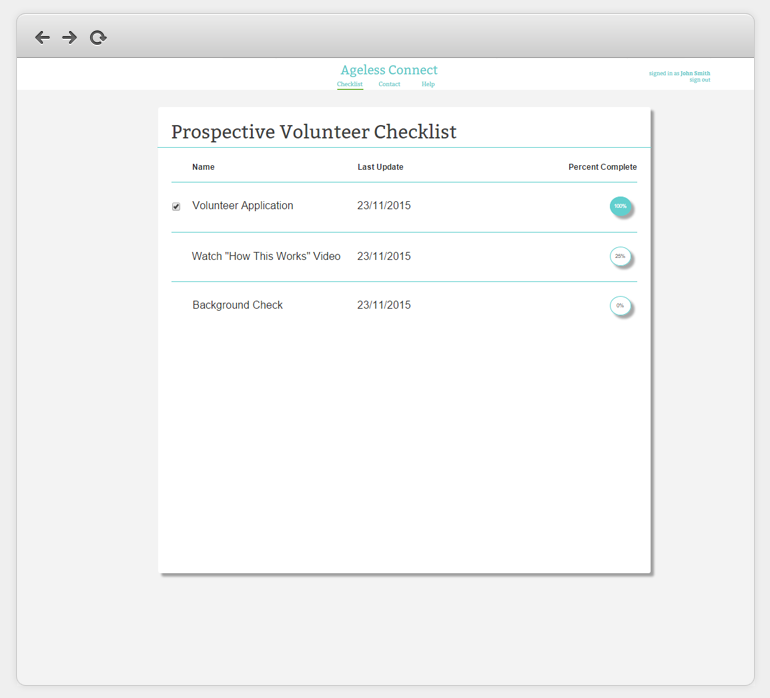 Ageless Connect
Checklist Contact Help
signed in as John Smith
sign out
Prospective Volunteer Checklist
Name Last Update Percent Complete
Volunteer Application 23/11/2015 100%
Watch "How This Works" Video 23/11/2015 25%
Background Check 23/11/2015 0%